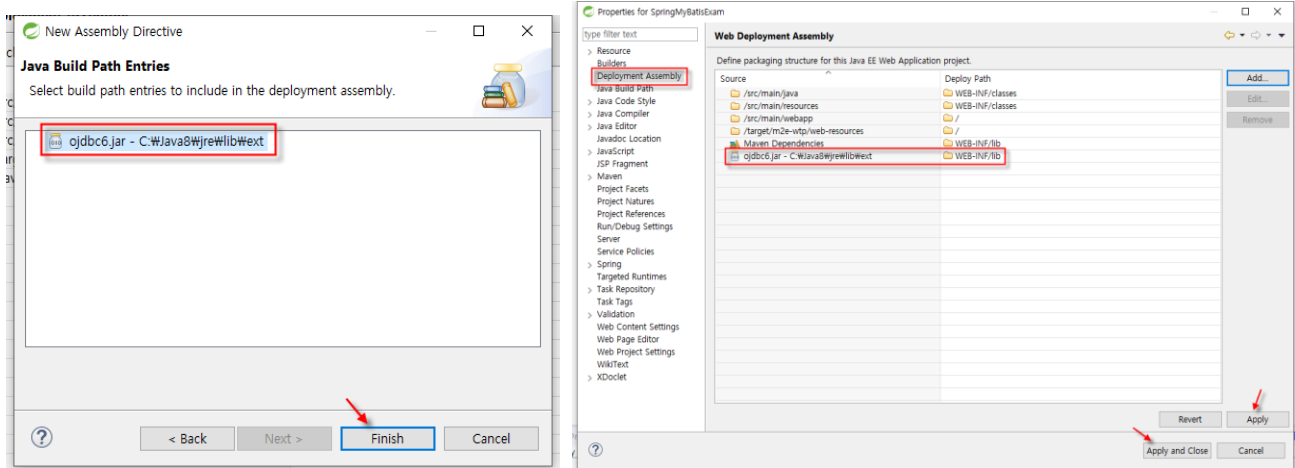 New Assembly Directive
Java Build Path Entries
Select build path entries to include in the deployment assembly.
ojdbc6.jar - C:₩Java8₩jre₩lib₩ext
< Back
Next >
Finish
Cancel
Properties for SpringMyBatisExam
type filter text
Resource
Builders
Deployment Assembly
Java Build Path
Java Code Style
Java Compiler
Java Editor
Javadoc Location
JavaScript
JSP Fragment
Maven
Project Facets
Project Natures
Project References
Run/Debug Settings
Server
Service Policies
Spring
Targeted Runtimes
Task Repository
Task Tags
Validation
Web Content Settings
Web Page Editor
Web Project Settings
WikiText
XDoclet
Web Deployment Assembly
Define packaging structure for this Java EE Web Application project.
Source Deploy Path
/src/main/java WEB-INF/classes
/src/main/resources WEB-INF/classes
/src/main/webapp /
/target/m2e-wtp/web-resources /
Maven Dependencies WEB-INF/lib
ojdbc6.jar - C:₩Java8₩jre₩lib₩ext WEB-INF/lib
Add...
Edit...
Remove
Revert
Apply
Apply and Close
Cancel